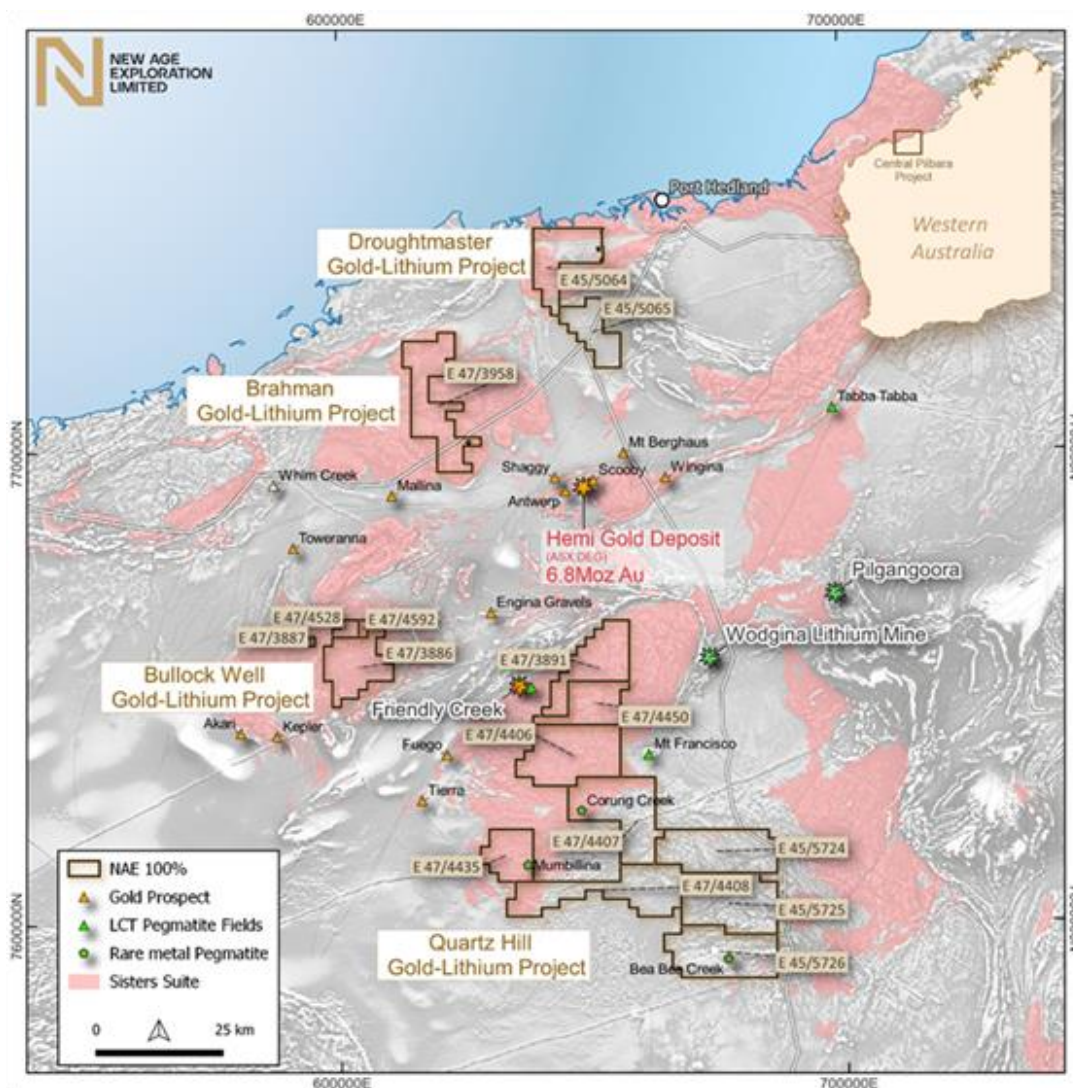 600000E
700000E
NEW AGE
EXPLORATION
LIMITED
Port Hedland
Central Pilbara
Project
Western
Australia
Droughtmaster
Gold-Lithium Project
E 45/5064
E 45/5065
Brahman
Gold-Lithium Project
E 47/3958
Tabba Tabba
7700000N
7700000N
Mt Berghaus
Whim Creek
Mallina
Shaggy
Scooby
Wingina
Antwerp
Toweranna
Hemi Gold Deposit
(ASX DEG)
6.8Moz Au
Pilgangoora
Engina Gravels
Wodgina Lithium Mine
E 47/4528
E 47/4592
E 47/3887
E 47/3886
E 47/3891
Bullock Well
Gold-Lithium Project
Friendly Creek
E 47/4450
Akari
Kepler
E 47/4406
Fuego
Mt Francisco
Tierra
Corung Creek
E 47/4407
E 45/5724
E 47/4435
Mumbillina
E 47/4408
E 45/5725
7600000N
7600000N
Quartz Hill
Gold-Lithium Project
Bea Bea Creek
E 45/5726
NAE 100%
Gold Prospect
LCT Pegmatite Fields
Rare metal Pegmatite
Sisters Suite
0
25 km
600000E
700000E